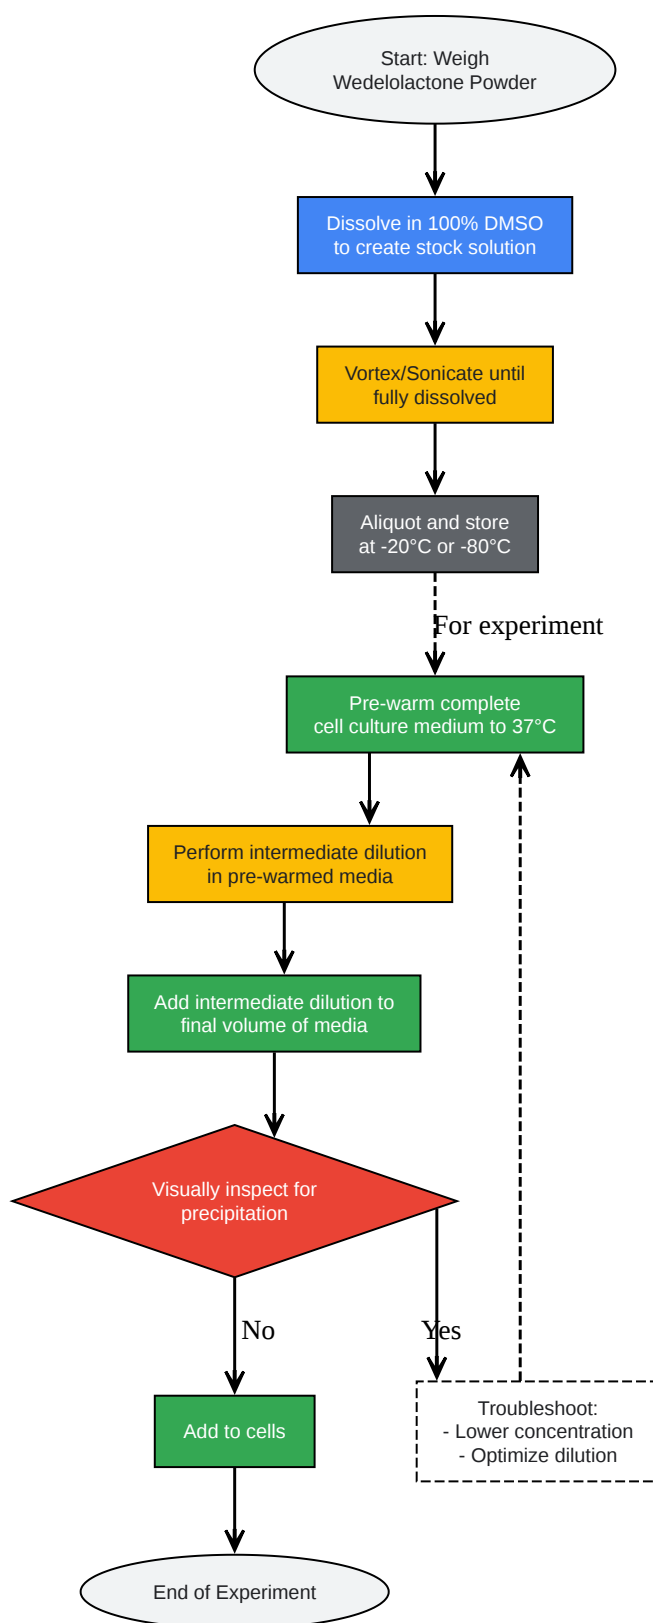 Start: Weigh
Wedelolactone Powder
Dissolve in 100% DMSO
to create stock solution
Vortex/Sonicate until
fully dissolved
Aliquot and store
at -20°C or -80°C
For experiment
Pre-warm complete
cell culture medium to 37°C
Perform intermediate dilution
in pre-warmed media
Add intermediate dilution to
final volume of media
Visually inspect for
precipitation
No
Yes
Add to cells
Troubleshoot:
- Lower concentration
- Optimize dilution
End of Experiment